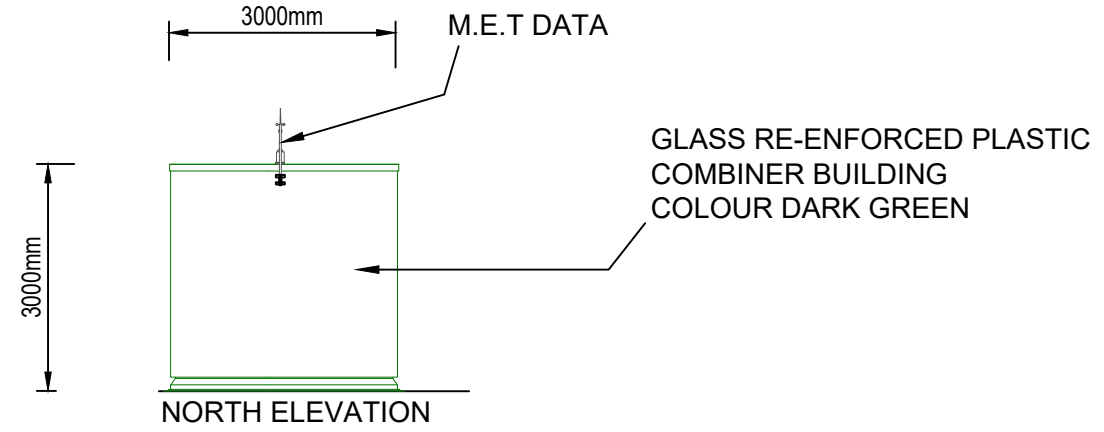 3000mm
M.E.T DATA
GLASS RE-ENFORCED PLASTIC
COMBINER BUILDING
COLOUR DARK GREEN
3000mm
NORTH ELEVATION